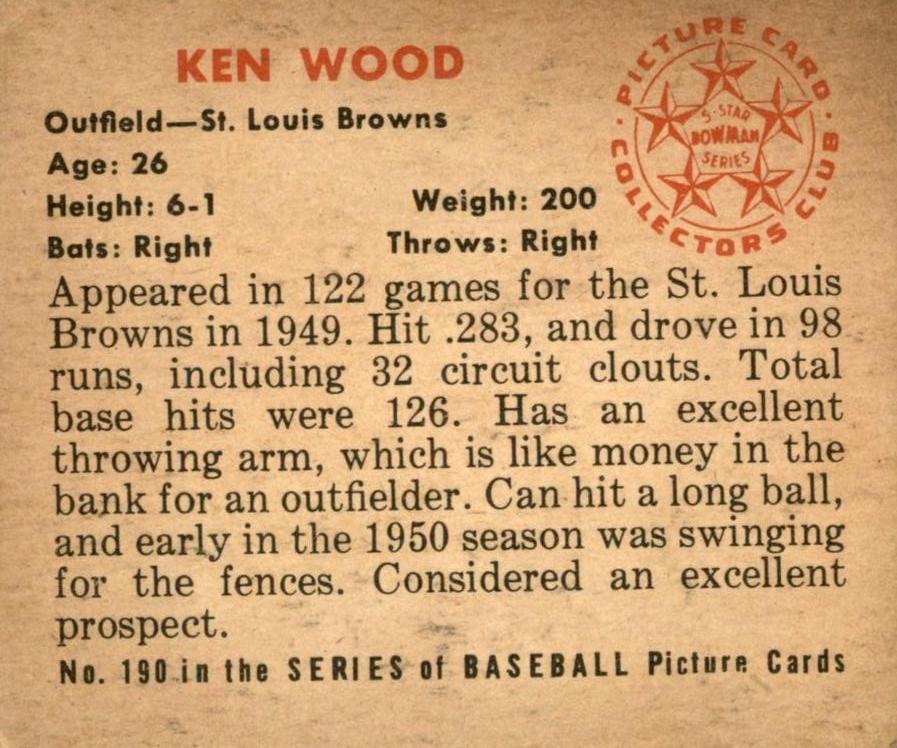 KEN WOOD
Outfield—St. Louis Browns
Age: 26
Height: 6-1 Weight: 200
Bats: Right Throws: Right
PICTURE CARD
COLLECTORS CLUB
5-STAR
BOWMAN
SERIES
Appeared in 122 games for the St. Louis
Browns in 1949. Hit .283, and drove in 98
runs, including 32 circuit clouts. Total
base hits were 126. Has an excellent
throwing arm, which is like money in the
bank for an outfielder. Can hit a long ball,
and early in the 1950 season was swinging
for the fences. Considered an excellent
prospect.
No. 190 in the SERIES of BASEBALL Picture Cards